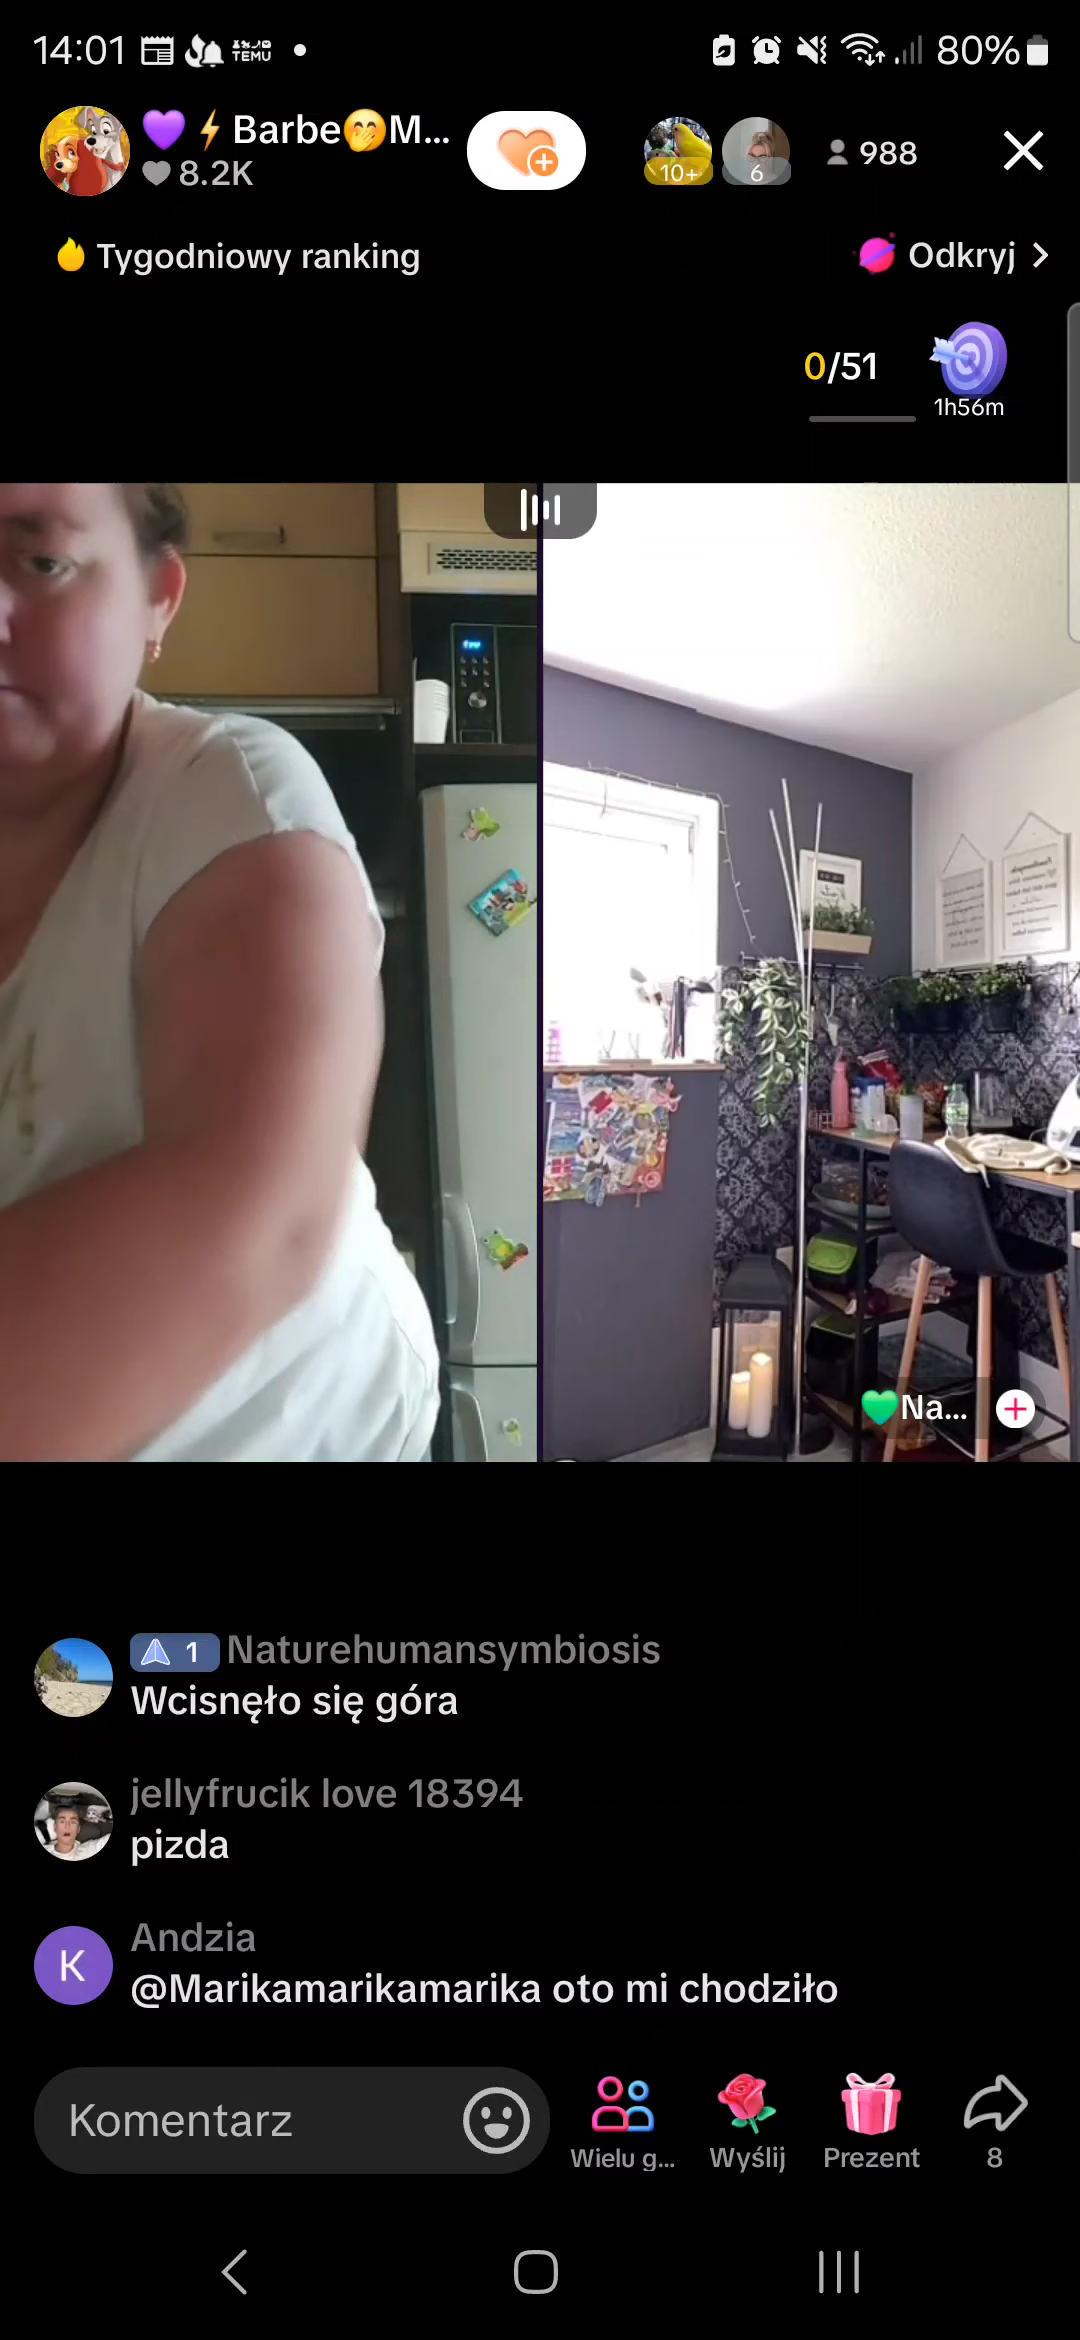 14:01 TEMU 80%
Barbe M...
8.2K
10+ 6 988
Tygodniowy ranking Odkryj
0/51
1h56m
Na...
1 Naturehumansymbiosis
Wcisnęło się góra
jellyfrucik love 18394
pizda
K Andzia
@Marikamarikamarika oto mi chodziło
Komentarz
Wielu g... Wyślij Prezent 8